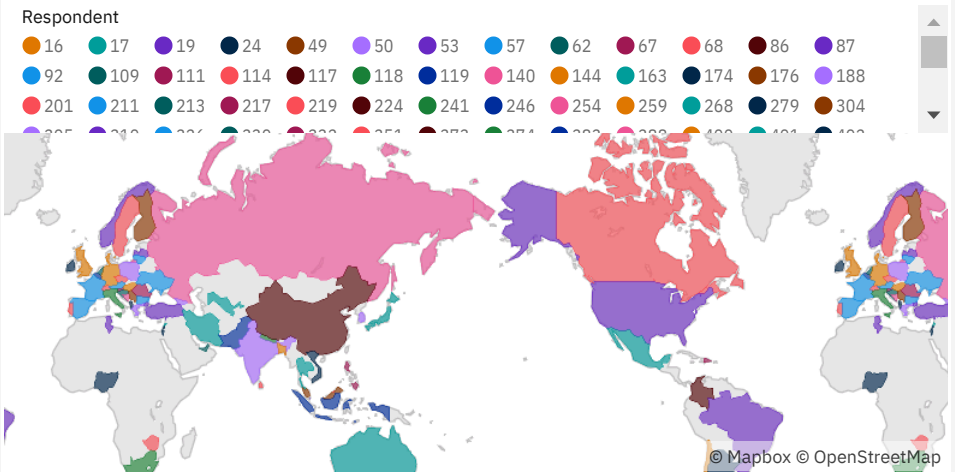 Respondent
16 17 19 24 49 50 53 57 62 67 68 86 87
92 109 111 114 117 118 119 140 144 163 174 176 188
201 211 213 217 219 224 241 246 254 259 268 279 304
© Mapbox © OpenStreetMap